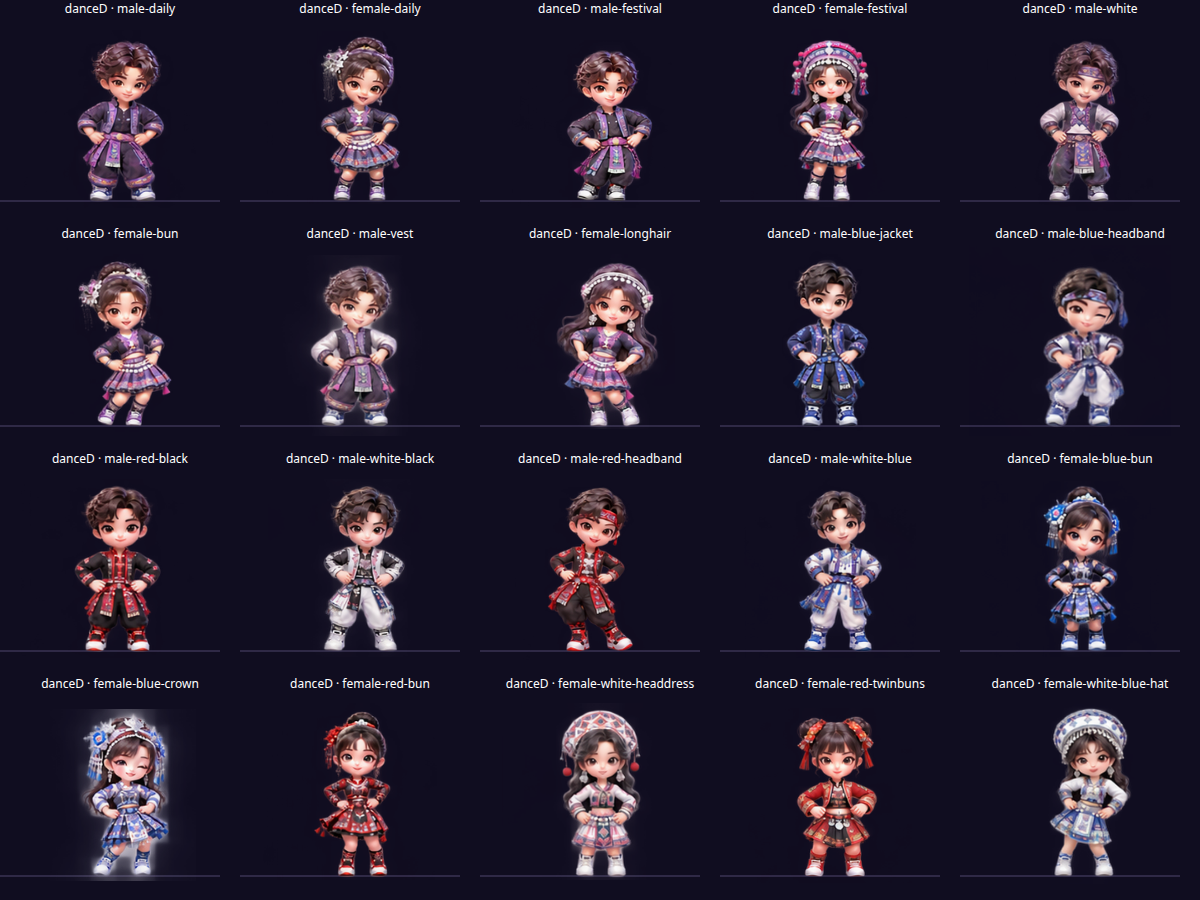 danceD · male-daily
danceD · female-daily
danceD · male-festival
danceD · female-festival
danceD · male-white
danceD · female-bun
danceD · male-vest
danceD · female-longhair
danceD · male-blue-jacket
danceD · male-blue-headband
danceD · male-red-black
danceD · male-white-black
danceD · male-red-headband
danceD · male-white-blue
danceD · female-blue-bun
danceD · female-blue-crown
danceD · female-red-bun
danceD · female-white-headdress
danceD · female-red-twinbuns
danceD · female-white-blue-hat